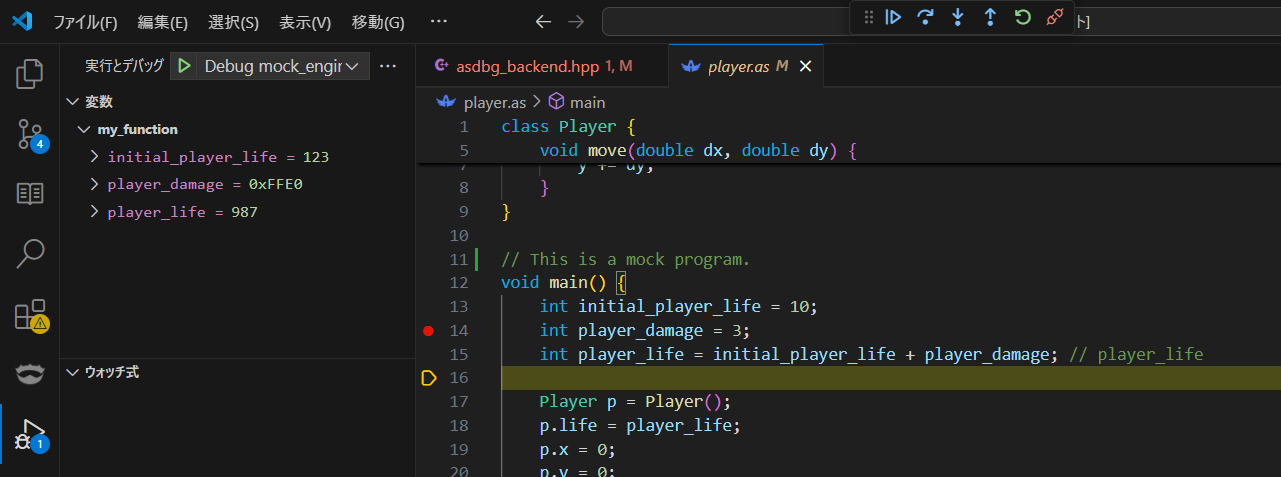 ファイル(F) 編集(E) 選択(S) 表示(V) 移動(G) ...
ト]
実行とデバッグ Debug mock_engir ...
asdbg_backend.hpp 1, M
player.as M
変数
my_function
initial_player_life = 123
player_damage = 0xFFE0
player_life = 987
ウォッチ式
4
1
player.as > main
1 class Player {
5 void move(double dx, double dy) {
7 y += dy;
8 }
9 }
10
11 // This is a mock program.
12 void main() {
13 int initial_player_life = 10;
14 int player_damage = 3;
15 int player_life = initial_player_life + player_damage; // player_life
16
17 Player p = Player();
18 p.life = player_life;
19 p.x = 0;
20 p.y = 0;